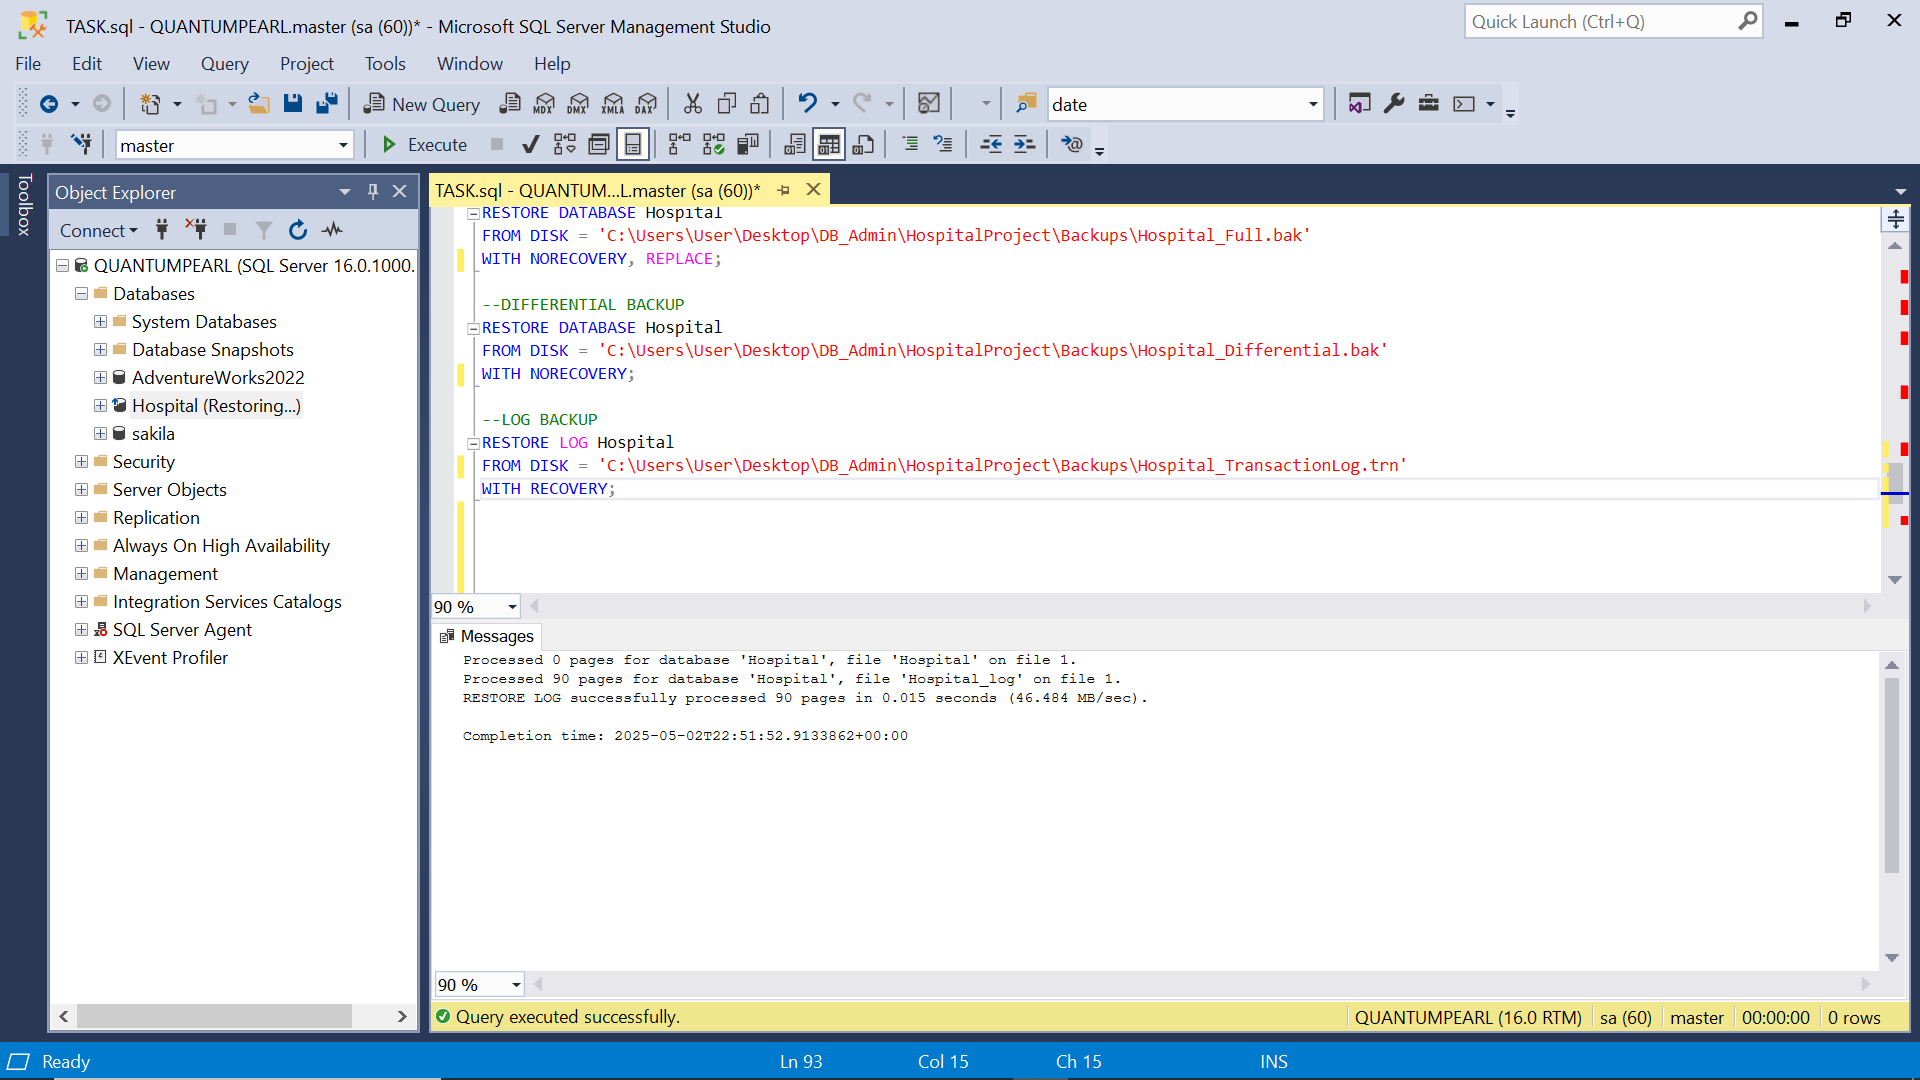 TASK.sql - QUANTUMPEARL.master (sa (60))* - Microsoft SQL Server Management Studio
Quick Launch (Ctrl+Q)
File Edit View Query Project Tools Window Help
New Query MDX DMX XMLA DAX date
master Execute
Toolbox
Object Explorer
Connect
QUANTUMPEARL (SQL Server 16.0.1000.
Databases
System Databases
Database Snapshots
AdventureWorks2022
Hospital (Restoring...)
sakila
Security
Server Objects
Replication
Always On High Availability
Management
Integration Services Catalogs
SQL Server Agent
XEvent Profiler
TASK.sql - QUANTUM...L.master (sa (60))*
RESTORE DATABASE Hospital
FROM DISK = 'C:\Users\User\Desktop\DB_Admin\HospitalProject\Backups\Hospital_Full.bak'
WITH NORECOVERY, REPLACE;
--DIFFERENTIAL BACKUP
RESTORE DATABASE Hospital
FROM DISK = 'C:\Users\User\Desktop\DB_Admin\HospitalProject\Backups\Hospital_Differential.bak'
WITH NORECOVERY;
--LOG BACKUP
RESTORE LOG Hospital
FROM DISK = 'C:\Users\User\Desktop\DB_Admin\HospitalProject\Backups\Hospital_TransactionLog.trn'
WITH RECOVERY;
90 %
Messages
Processed 0 pages for database 'Hospital', file 'Hospital' on file 1.
Processed 90 pages for database 'Hospital', file 'Hospital_log' on file 1.
RESTORE LOG successfully processed 90 pages in 0.015 seconds (46.484 MB/sec).
Completion time: 2025-05-02T22:51:52.9133862+00:00
90 %
Query executed successfully. QUANTUMPEARL (16.0 RTM) sa (60) master 00:00:00 0 rows
Ready Ln 93 Col 15 Ch 15 INS